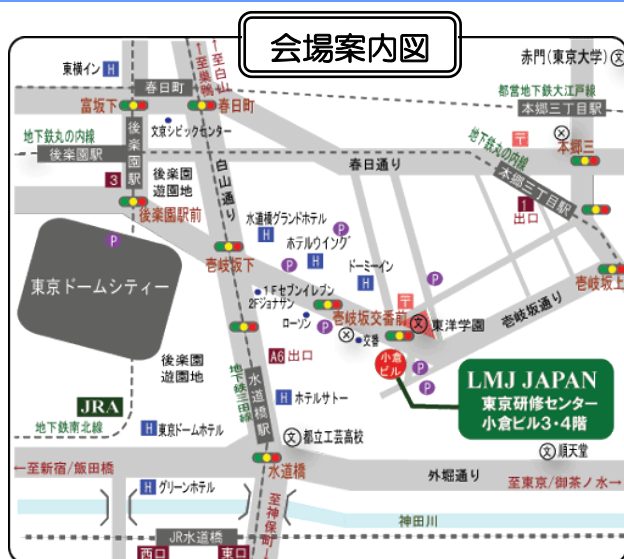 会場案内図
赤門(東京大学)
文
東横イン H
春日町
←至巣鴨
←至白山
都営地下鉄大江戸線
本郷三丁目駅
富坂下
春日町
文京シビックセンター
地下鉄丸の内線
後楽園駅
後楽園駅
白山通り
春日通り
地下鉄丸の内線
本郷三丁目駅
〒
本郷三
3
後楽園
遊園地
1
出口
後楽園駅前
水道橋グランドホテル
H
P
ホテルウイング
H
P
P
東京ドームシティー
壱岐坂下
ドーミーイン
H
P
壱岐坂上
1Fセブンイレブン
2Fジョナサン
ローソン
P
〒
壱岐坂交番前
文 東洋学園
壱岐坂通り
交番
後楽園
遊園地
A6 出口
小倉
ビル
P
P
LMJ JAPAN
東京研修センター
小倉ビル3・4階
地下鉄三田線
水道橋駅
H ホテルサトー
JRA
地下鉄南北線
H 東京ドームホテル
文 都立工芸高校
文 順天堂
←至新宿/飯田橋
水道橋
外堀通り
至東京/御茶ノ水→
H グリーンホテル
至神保町→
神田川
JR水道橋
西口
東口